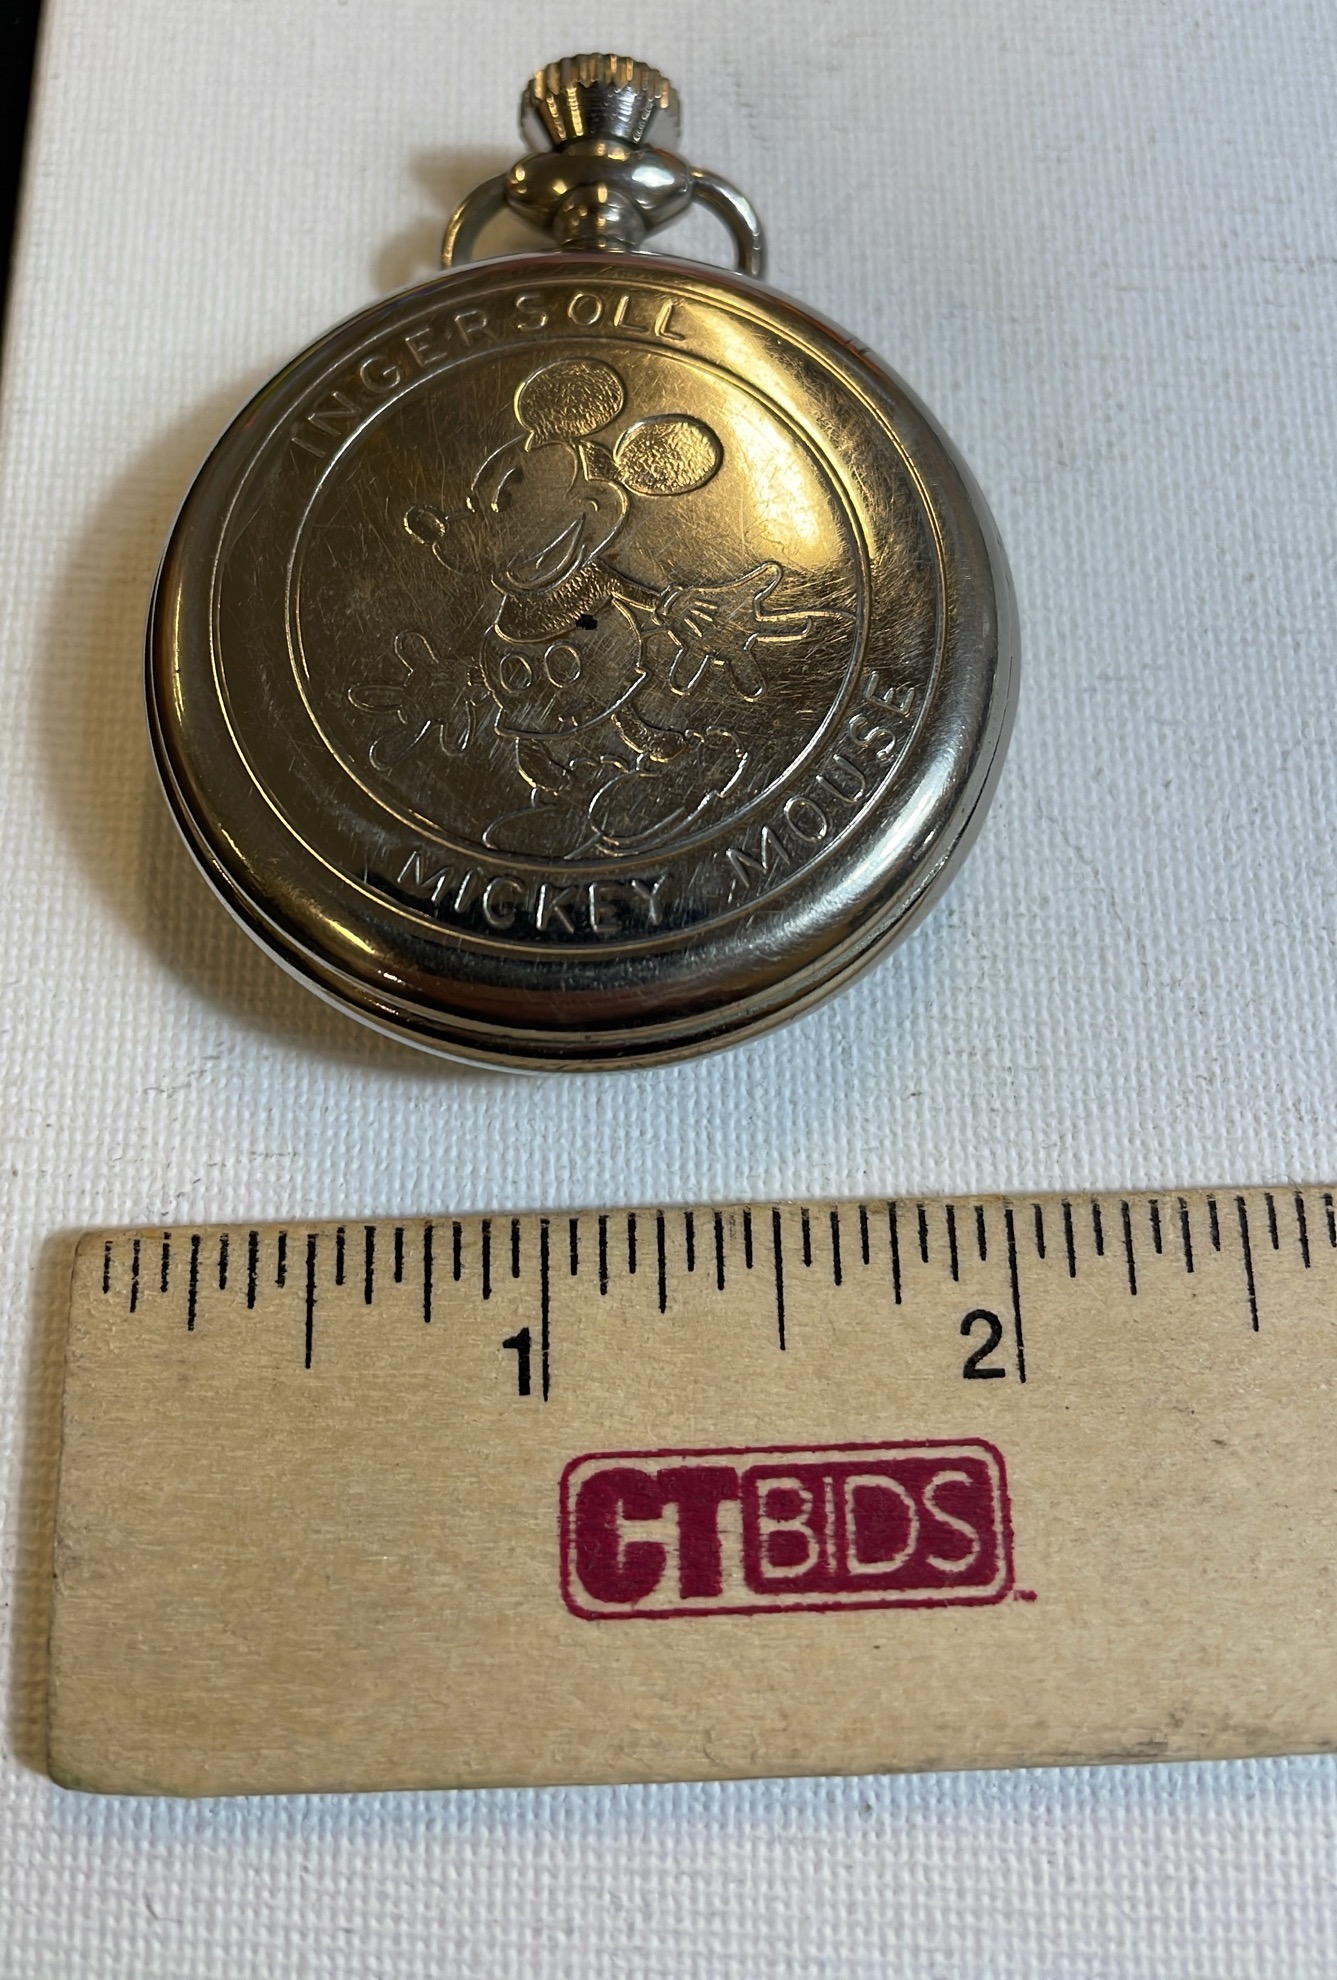 INGERSOLL
MICKEY MOUSE
1 2
CTBIDS